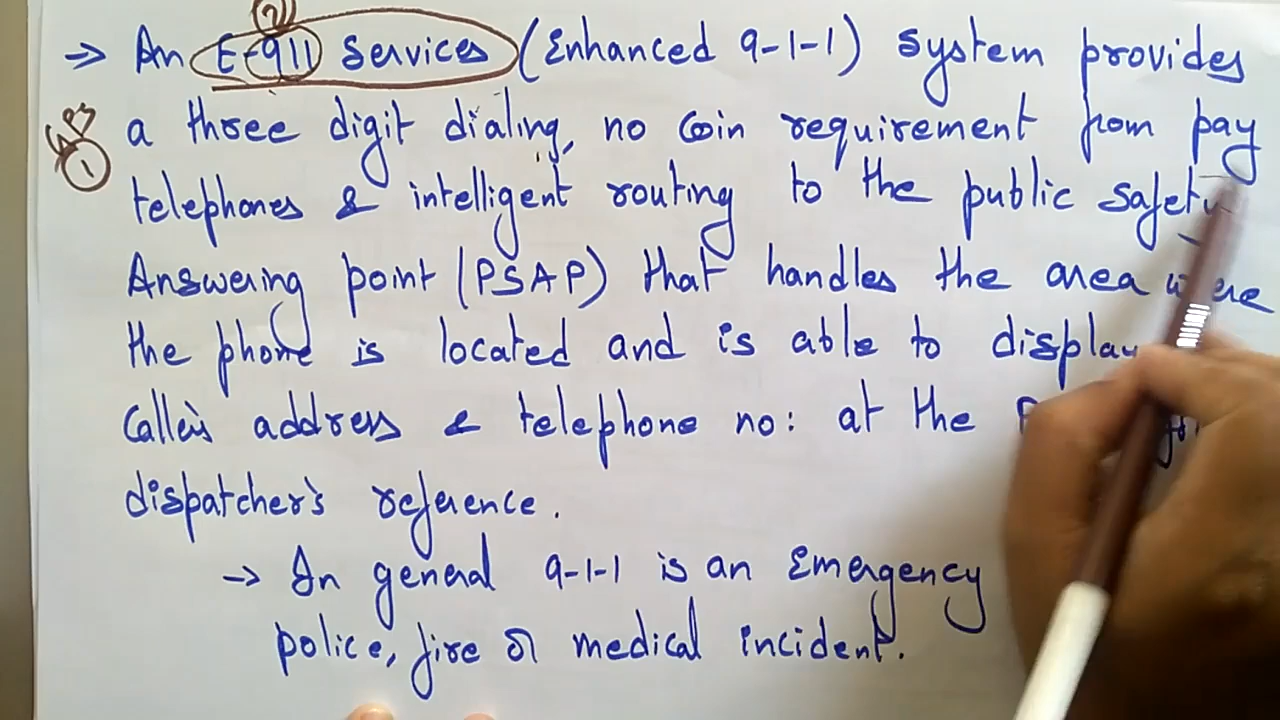 → An E-911 Services (Enhanced 9-1-1) system provides
a three digit dialing, no Coin requirement from pay
telephones & intelligent routing to the public Safety
Answering point (PSAP) that handles the area where
the phone is located and is able to display
Caller's address & telephone no: at the
dispatcher's reference.
→ In general 9-1-1 is an Emergency
police, fire or medical incident.